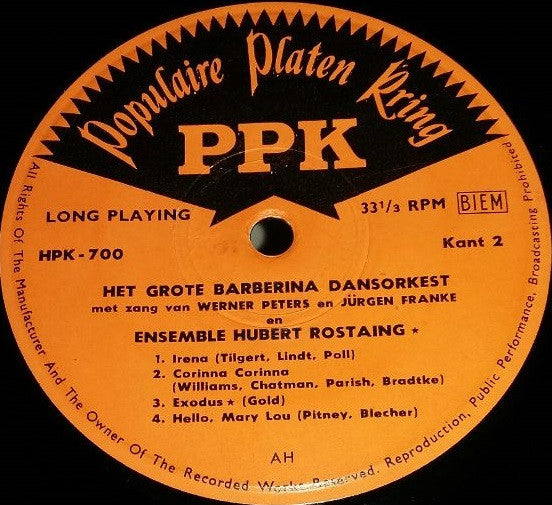 Populaire Platen Kring
PPK
LONG PLAYING
33 1/3 RPM
BIEM
HPK - 700
Kant 2
HET GROTE BARBERINA DANSORKEST
met zang van WERNER PETERS en JÜRGEN FRANKE
en
ENSEMBLE HUBERT ROSTAING ★
1. Irena (Tilgert, Lindt, Poll)
2. Corinna Corinna
(Williams, Chatman, Parish, Bradtke)
3. Exodus ★ (Gold)
4. Hello, Mary Lou (Pitney, Blecher)
AH
All Rights Of The Manufacturer And The Owner Of The Recorded Works Reserved. Reproduction, Public Performance, Broadcasting Prohibited